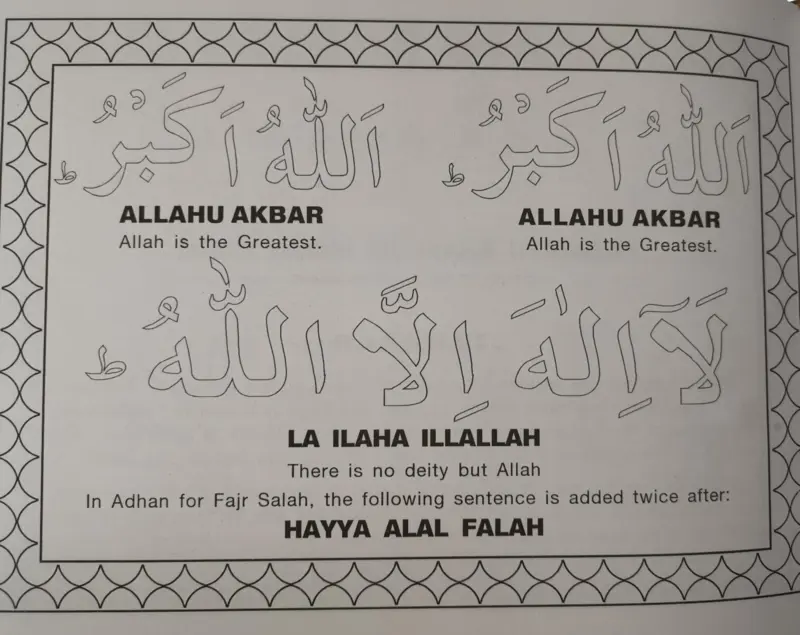 اَللّٰهُ اَكْبَرُ ط اَللّٰهُ اَكْبَرُ ط
ALLAHU AKBAR ALLAHU AKBAR
Allah is the Greatest. Allah is the Greatest.
لَآ اِلٰهَ اِلَّا اللّٰهُ ط
LA ILAHA ILLALLAH
There is no deity but Allah
In Adhan for Fajr Salah, the following sentence is added twice after:
HAYYA ALAL FALAH